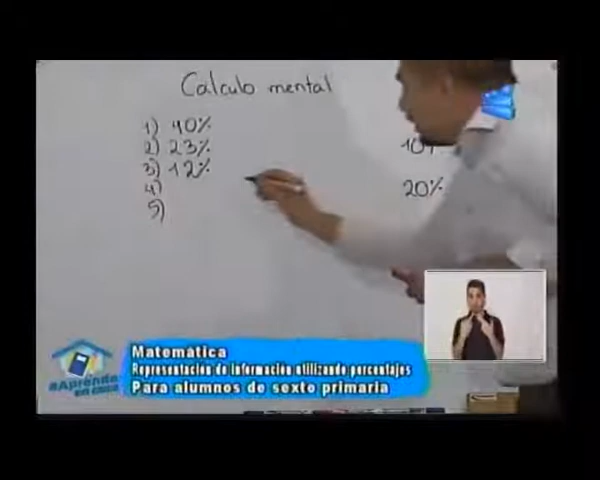 Calculo mental
1) 40%
2) 23%
3) 12%
4)
5)
10%
20%
Matemática
Representación de información utilizando porcentajes
Para alumnos de sexto primaria
aAprende
en casa